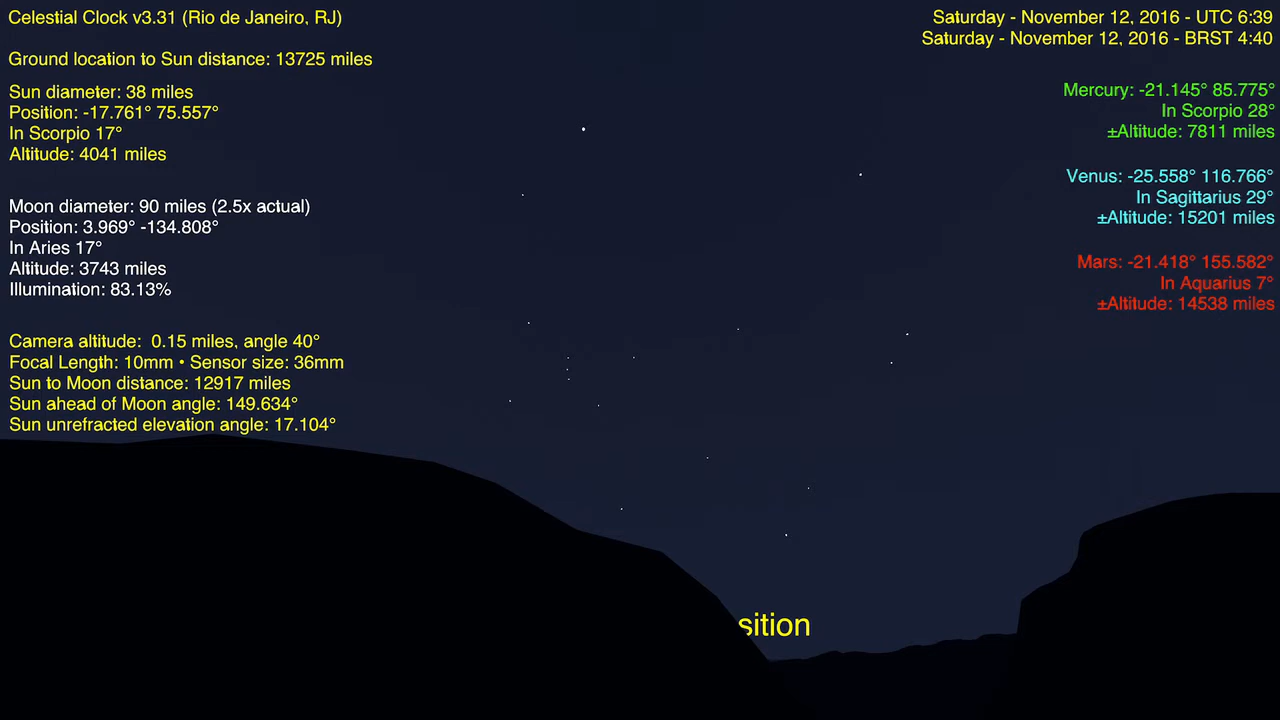 Celestial Clock v3.31 (Rio de Janeiro, RJ)
Ground location to Sun distance: 13725 miles
Sun diameter: 38 miles
Position: -17.761° 75.557°
In Scorpio 17°
Altitude: 4041 miles
Moon diameter: 90 miles (2.5x actual)
Position: 3.969° -134.808°
In Aries 17°
Altitude: 3743 miles
Illumination: 83.13%
Camera altitude: 0.15 miles, angle 40°
Focal Length: 10mm • Sensor size: 36mm
Sun to Moon distance: 12917 miles
Sun ahead of Moon angle: 149.634°
Sun unrefracted elevation angle: 17.104°
Saturday - November 12, 2016 - UTC 6:39
Saturday - November 12, 2016 - BRST 4:40
Mercury: -21.145° 85.775°
In Scorpio 28°
±Altitude: 7811 miles
Venus: -25.558° 116.766°
In Sagittarius 29°
±Altitude: 15201 miles
Mars: -21.418° 155.582°
In Aquarius 7°
±Altitude: 14538 miles
sition